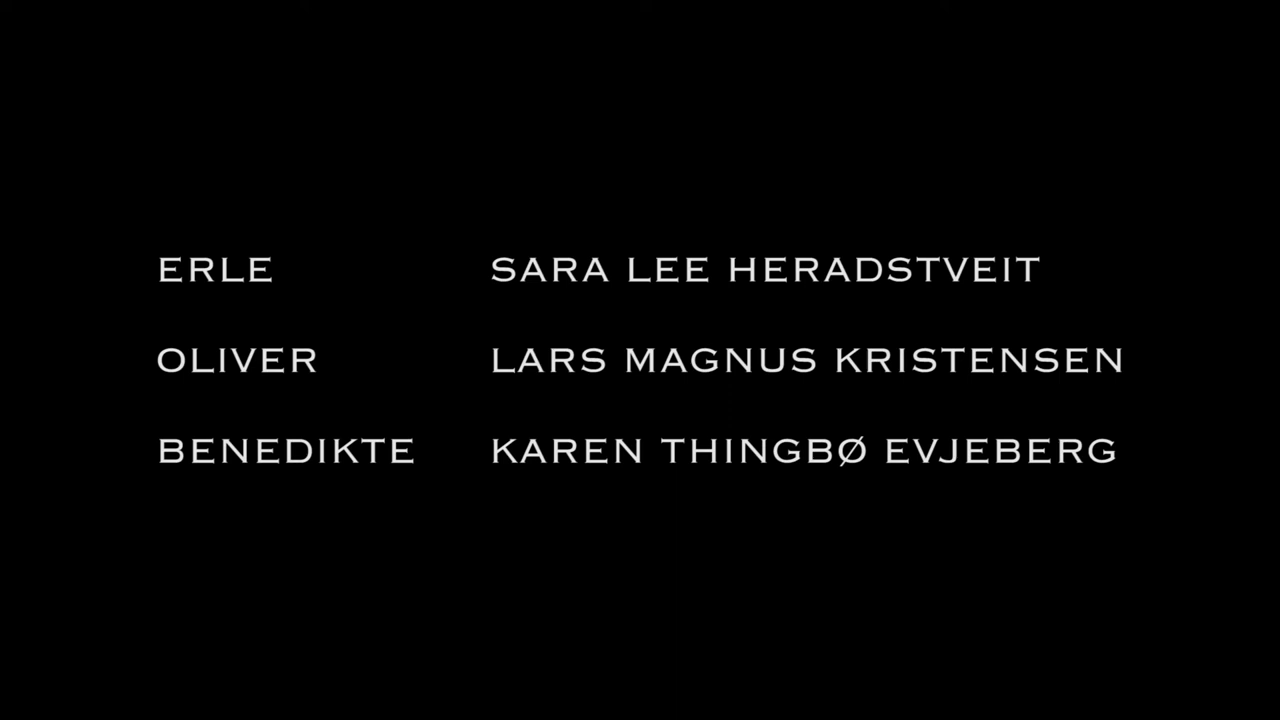 ERLE SARA LEE HERADSTVEIT
OLIVER LARS MAGNUS KRISTENSEN
BENEDIKTE KAREN THINGBØ EVJEBERG